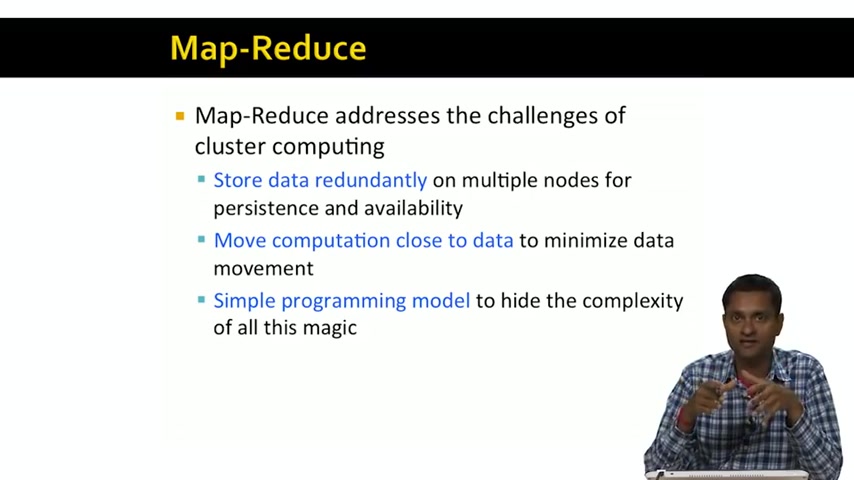 Map-Reduce
Map-Reduce addresses the challenges of
cluster computing
Store data redundantly on multiple nodes for
persistence and availability
Move computation close to data to minimize data
movement
Simple programming model to hide the complexity
of all this magic